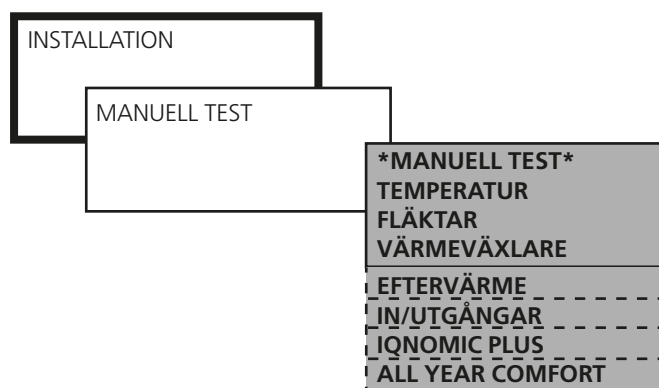 INSTALLATION
MANUELL TEST
*MANUELL TEST*
TEMPERATUR
FLÄKTAR
VÄRMEVÄXLARE
EFTERVÄRME
IN/UTGÅNGAR
IQNOMIC PLUS
ALL YEAR COMFORT